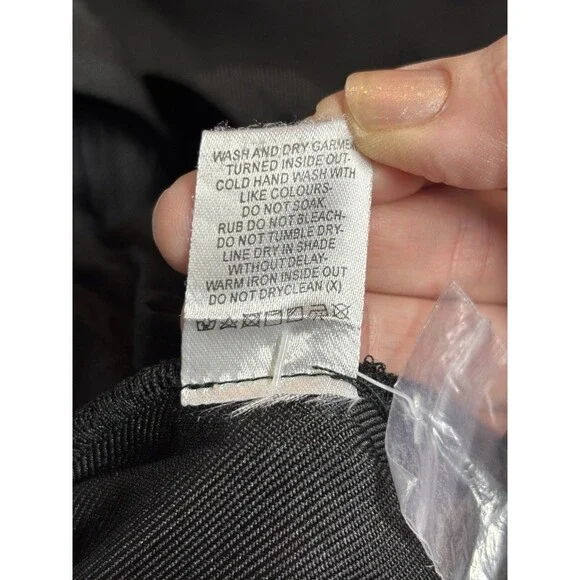 WASH AND DRY GARME
TURNED INSIDE OUT-
COLD HAND WASH WITH
LIKE COLOURS-
DO NOT SOAK,
RUB DO NOT BLEACH-
DO NOT TUMBLE DRY-
LINE DRY IN SHADE
WITHOUT DELAY-
WARM IRON INSIDE OUT
DO NOT DRYCLEAN (X)